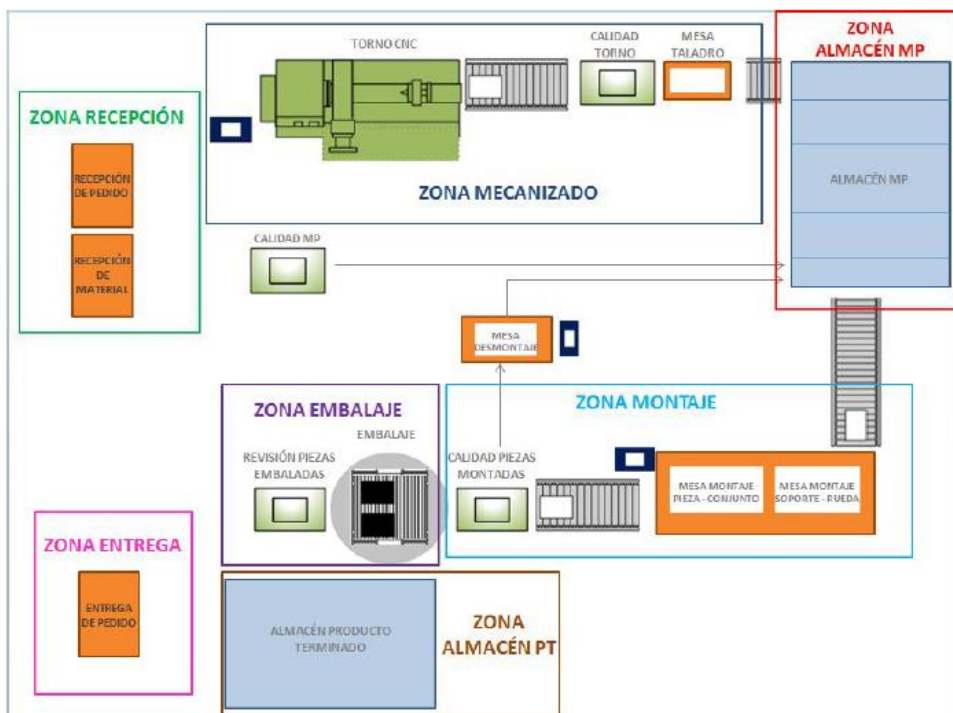 ZONA
ALMACÉN MP
ALMACÉN MP
TORNO CNC
CALIDAD
TORNO
MESA
TALADRO
ZONA MECANIZADO
ZONA RECEPCIÓN
RECEPCIÓN
DE PEDIDO
RECEPCIÓN
DE
MATERIAL
CALIDAD MP
MESA
DESMONTAJE
ZONA EMBALAJE
EMBALAJE
REVISIÓN PIEZAS
EMBALADAS
ZONA MONTAJE
CALIDAD PIEZAS
MONTADAS
MESA MONTAJE
PIEZA - CONJUNTO
MESA MONTAJE
SOPORTE - RUEDA
ZONA ENTREGA
ENTREGA
DE PEDIDO
ALMACÉN PRODUCTO
TERMINADO
ZONA
ALMACÉN PT